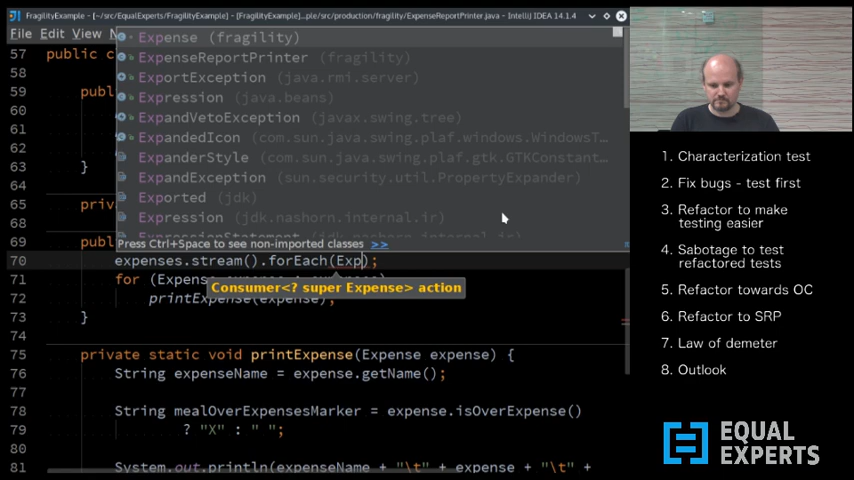 FragilityExample - [~/src/EqualExperts/FragilityExample] - [FragilityExample]...ple/src/production/fragility/ExpenseReportPrinter.java - IntelliJ IDEA 14.1.4
File Edit View N
57 public c
58
59 publ
60
61
63 }
64
65 priv
68
69 publ
Expense (fragility)
ExpenseReportPrinter (fragility)
ExportException (java.rmi.server)
Expression (java.beans)
ExpandVetoException (javax.swing.tree)
ExpandedIcon (com.sun.java.swing.plaf.windows.WindowsT...
ExpanderStyle (com.sun.java.swing.plaf.gtk.GTKConstant...
ExpandException (sun.security.util.PropertyExpander)
Exported (jdk)
Expression (jdk.nashorn.internal.ir)
ExpressionStatement (jdk.nashorn.internal.ir)
Press Ctrl+Space to see non-imported classes >>
70 expenses.stream().forEach(Exp);
71 for (Expense
Consumer<? super Expense> action
72 printExpense(expense);
73 }
74
75 private static void printExpense(Expense expense) {
76 String expenseName = expense.getName();
77
78 String mealOverExpensesMarker = expense.isOverExpense()
79 ? "X" : " ";
80
81 System.out.println(expenseName + "\t" + expense + "\t" +
1. Characterization test
2. Fix bugs - test first
3. Refactor to make
testing easier
4. Sabotage to test
refactored tests
5. Refactor towards OC
6. Refactor to SRP
7. Law of demeter
8. Outlook
EQUAL
EXPERTS